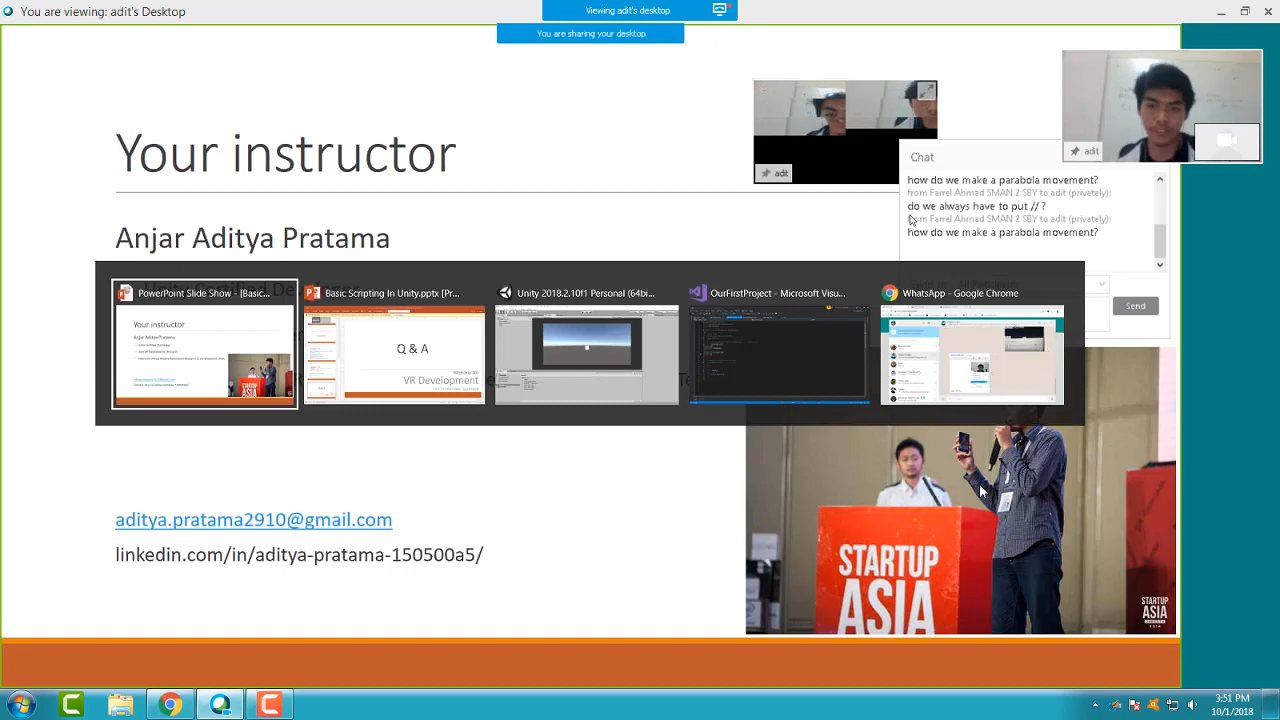 You are viewing: adit's Desktop
Viewing adit's desktop
You are sharing your desktop
Your instructor
adit
adit
Chat
how do we make a parabola movement?
from Farrel Ahmad SMAN 2 SBY to adit (privately):
do we always have to put // ?
from Farrel Ahmad SMAN 2 SBY to adit (privately):
how do we make a parabola movement?
Send
Anjar Aditya Pratama
PowerPoint Slide Show - [Basic...
Basic Scripting In Unity.pptx [Pr...
Unity 2018.2.10f1 Personal (64bi...
OurFirstProject - Microsoft Visu...
WhatsApp - Google Chrome
Your instructor
Anjar Aditya Pratama
Q & A
VR Development
aditya.pratama2910@gmail.com
linkedin.com/in/aditya-pratama-150500a5/
STARTUP
ASIA
STARTUP
ASIA
3:51 PM
10/1/2018